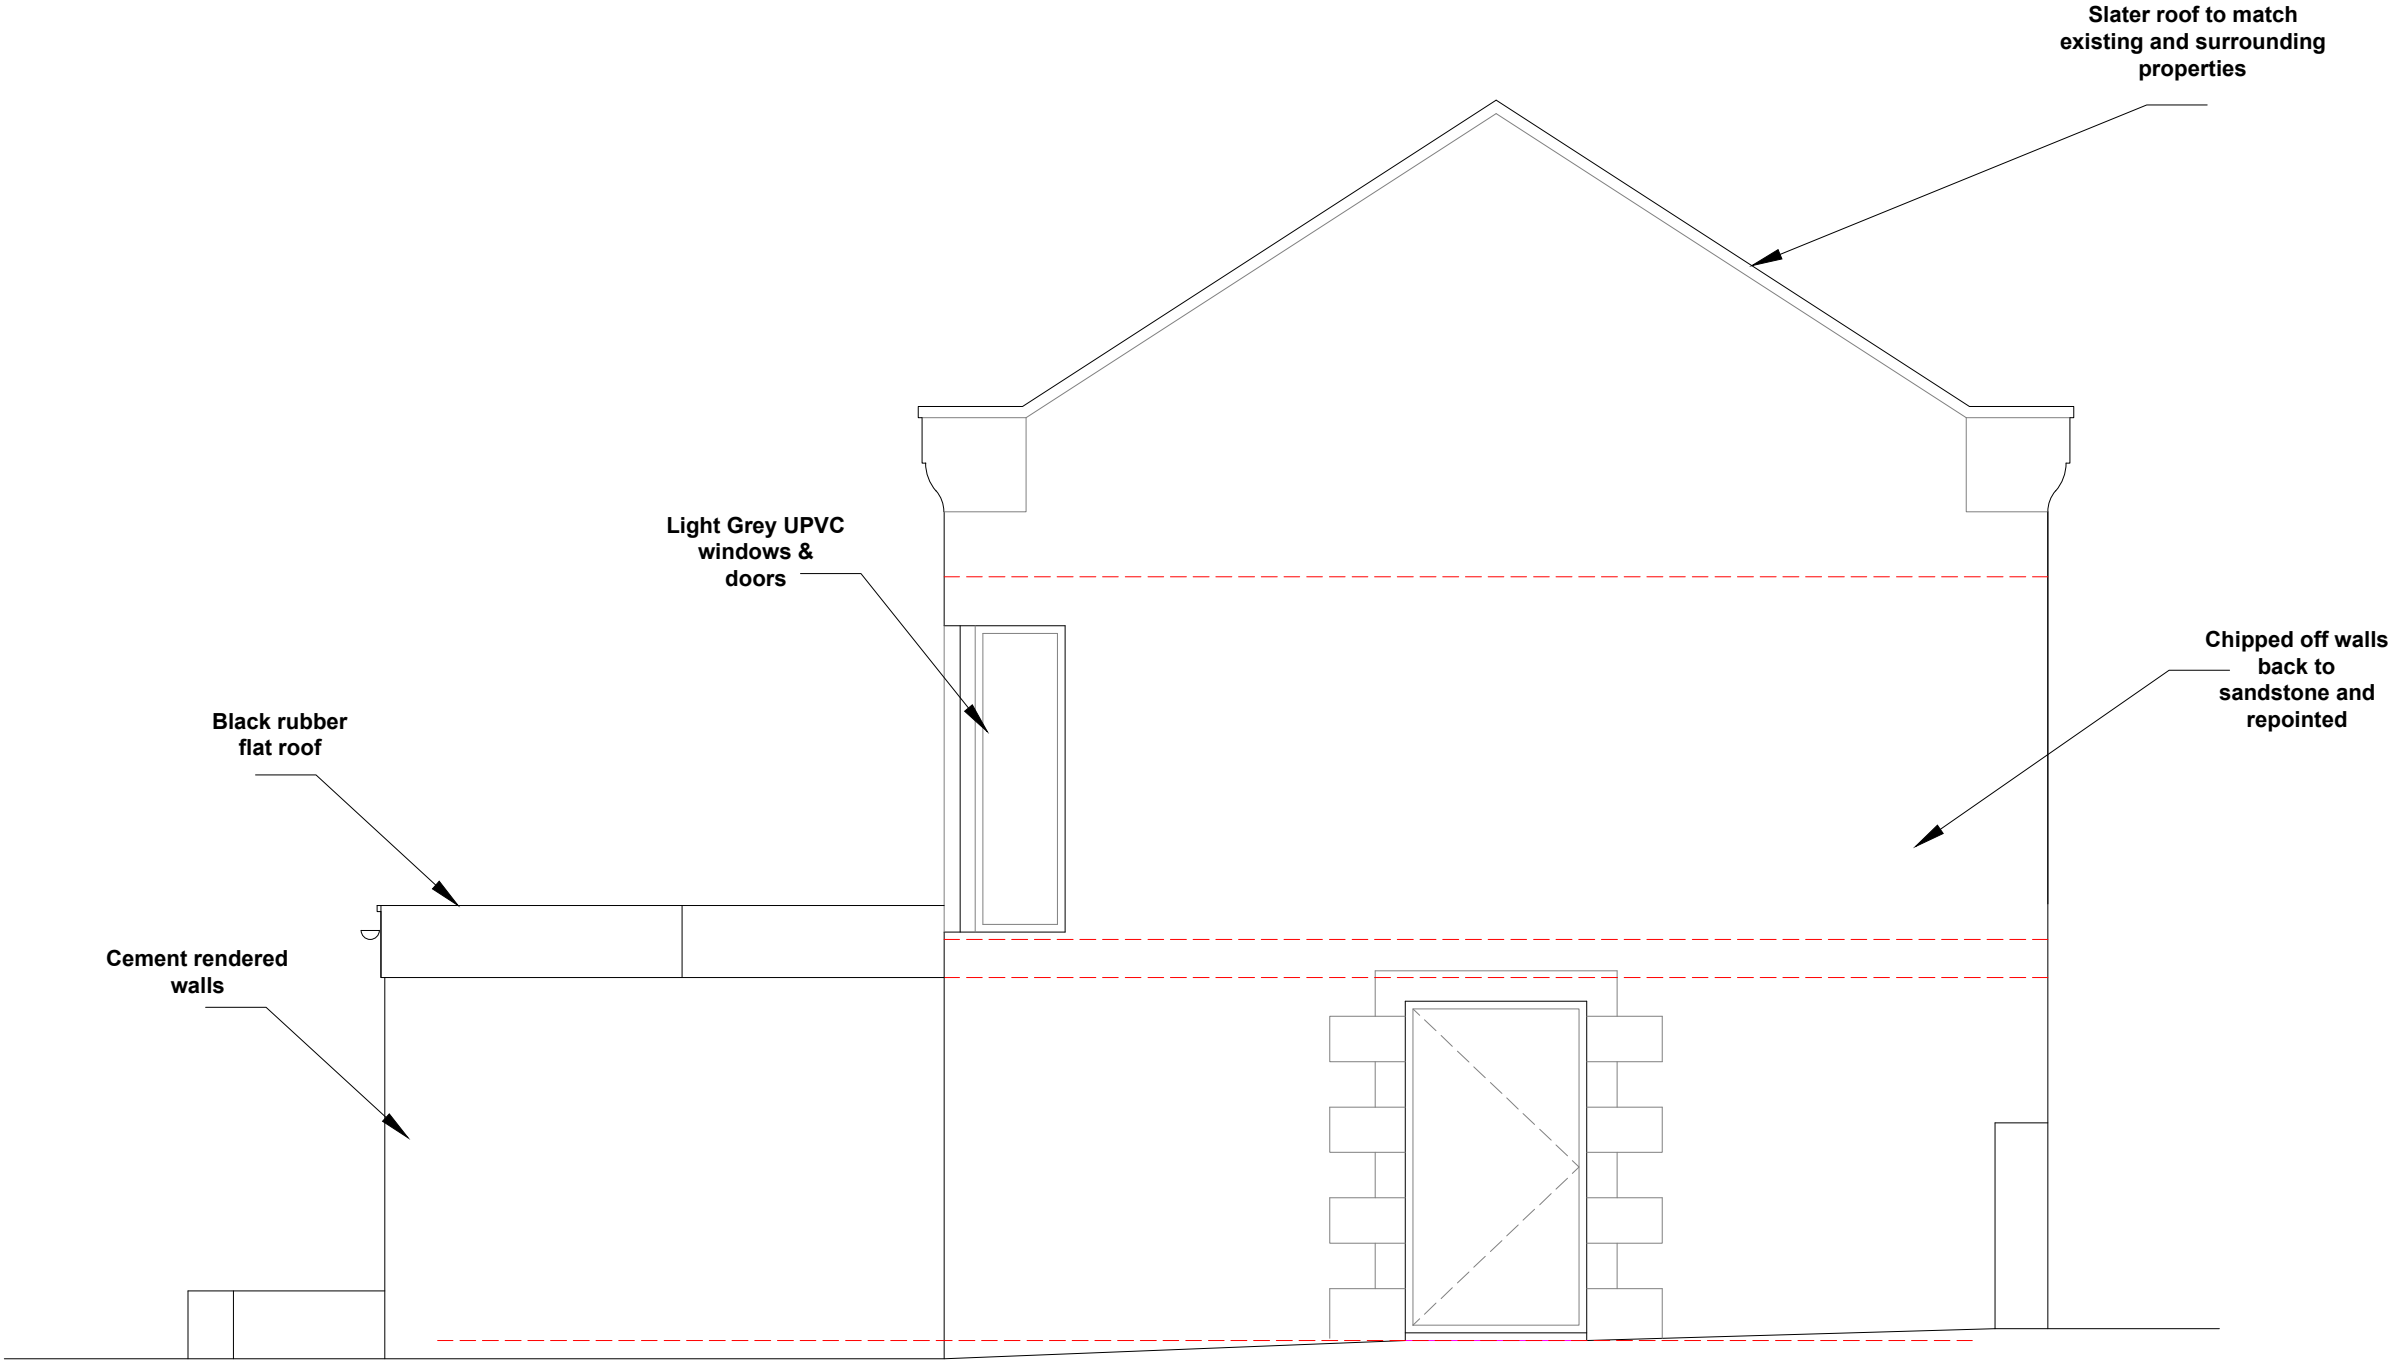 Slater roof to match
existing and surrounding
properties
Light Grey UPVC
windows &
doors
Chipped off walls
back to
sandstone and
repointed
Black rubber
flat roof
Cement rendered
walls